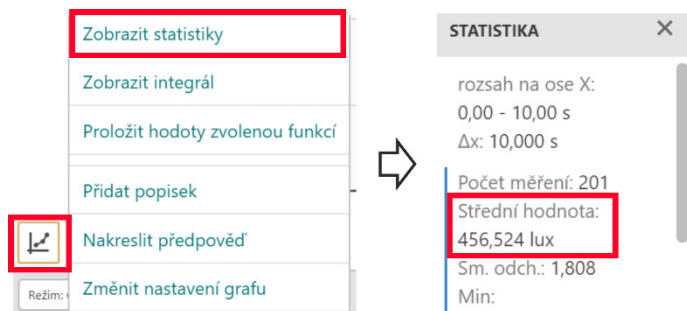 Zobrazit statistiky
Zobrazit integrál
Proložit hodoty zvolenou funkcí
Přidat popisek
Nakreslit předpověď
Změnit nastavení grafu
Režim:
STATISTIKA
rozsah na ose X:
0,00 - 10,00 s
Δx: 10,000 s
Počet měření: 201
Střední hodnota:
456,524 lux
Sm. odch.: 1,808
Min: